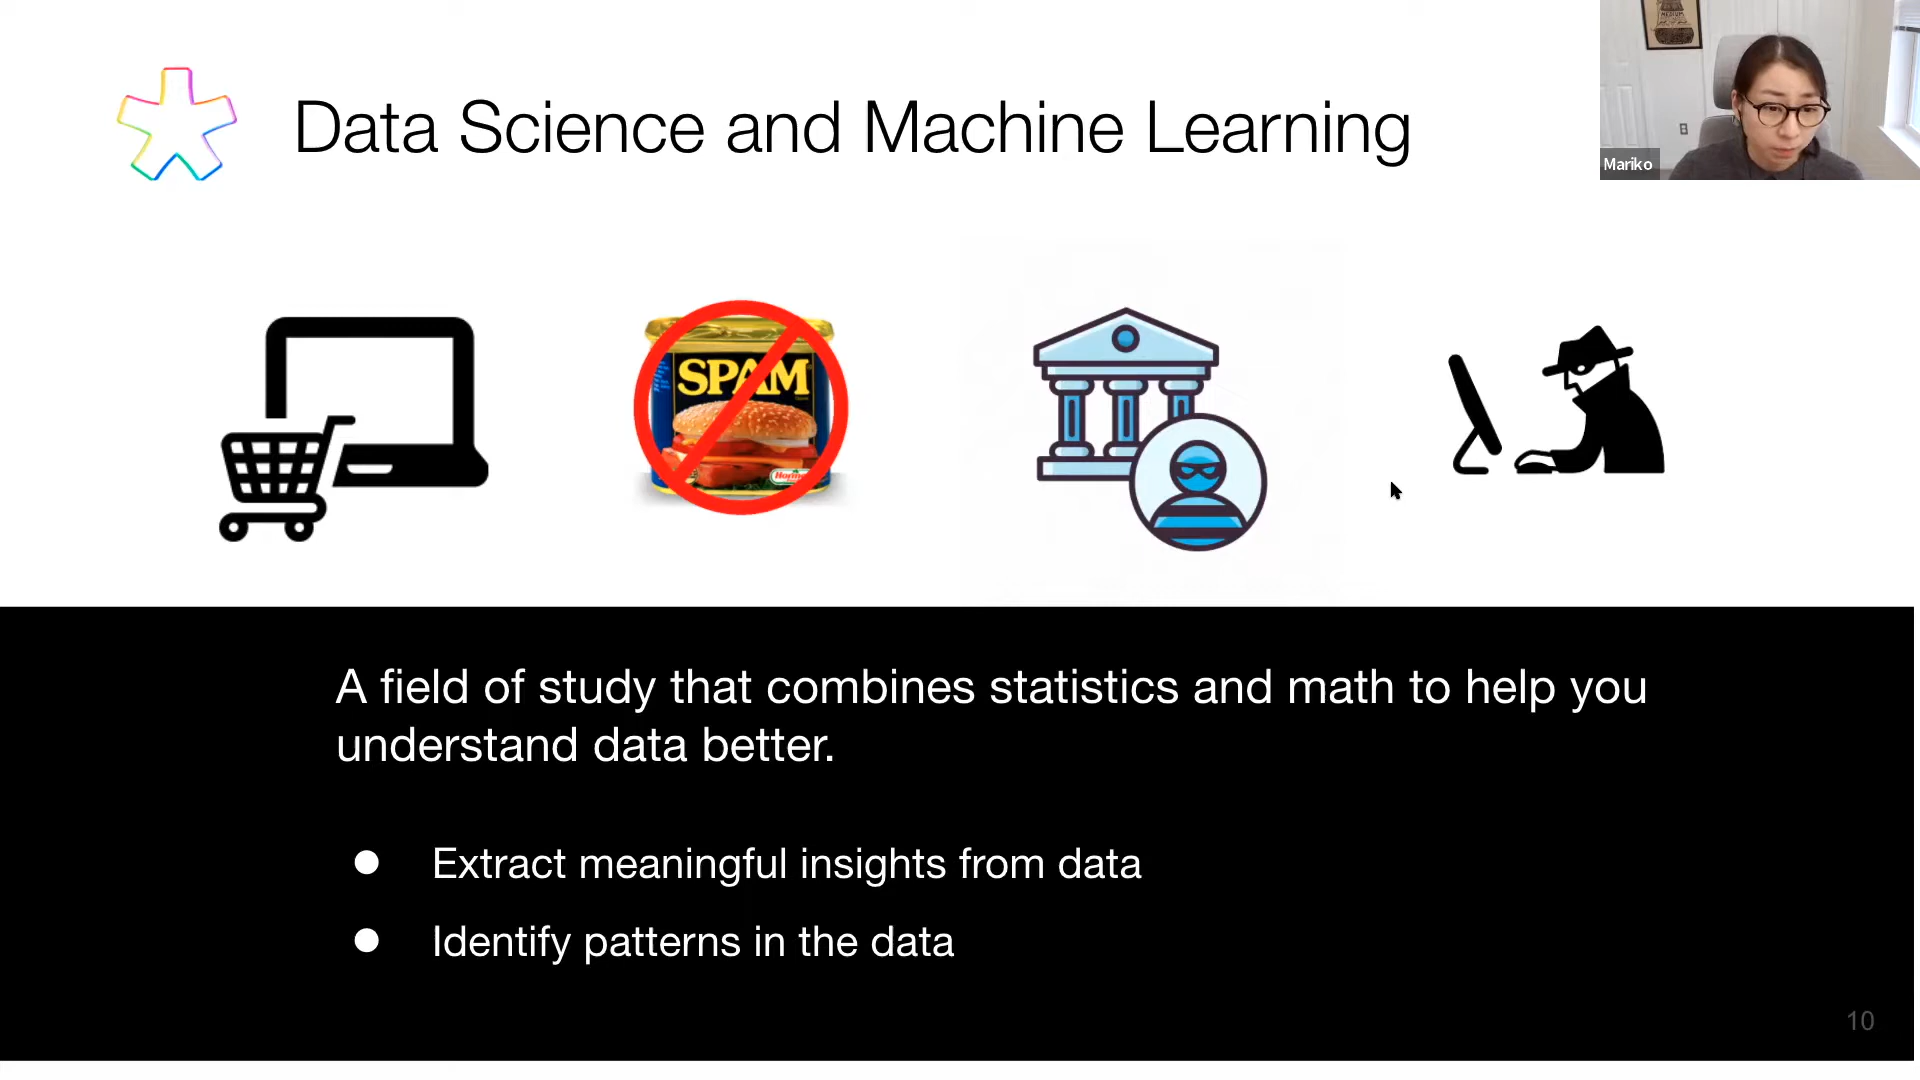 Data Science and Machine Learning
Mariko
SPAM
A field of study that combines statistics and math to help you
understand data better.
● Extract meaningful insights from data
● Identify patterns in the data
10